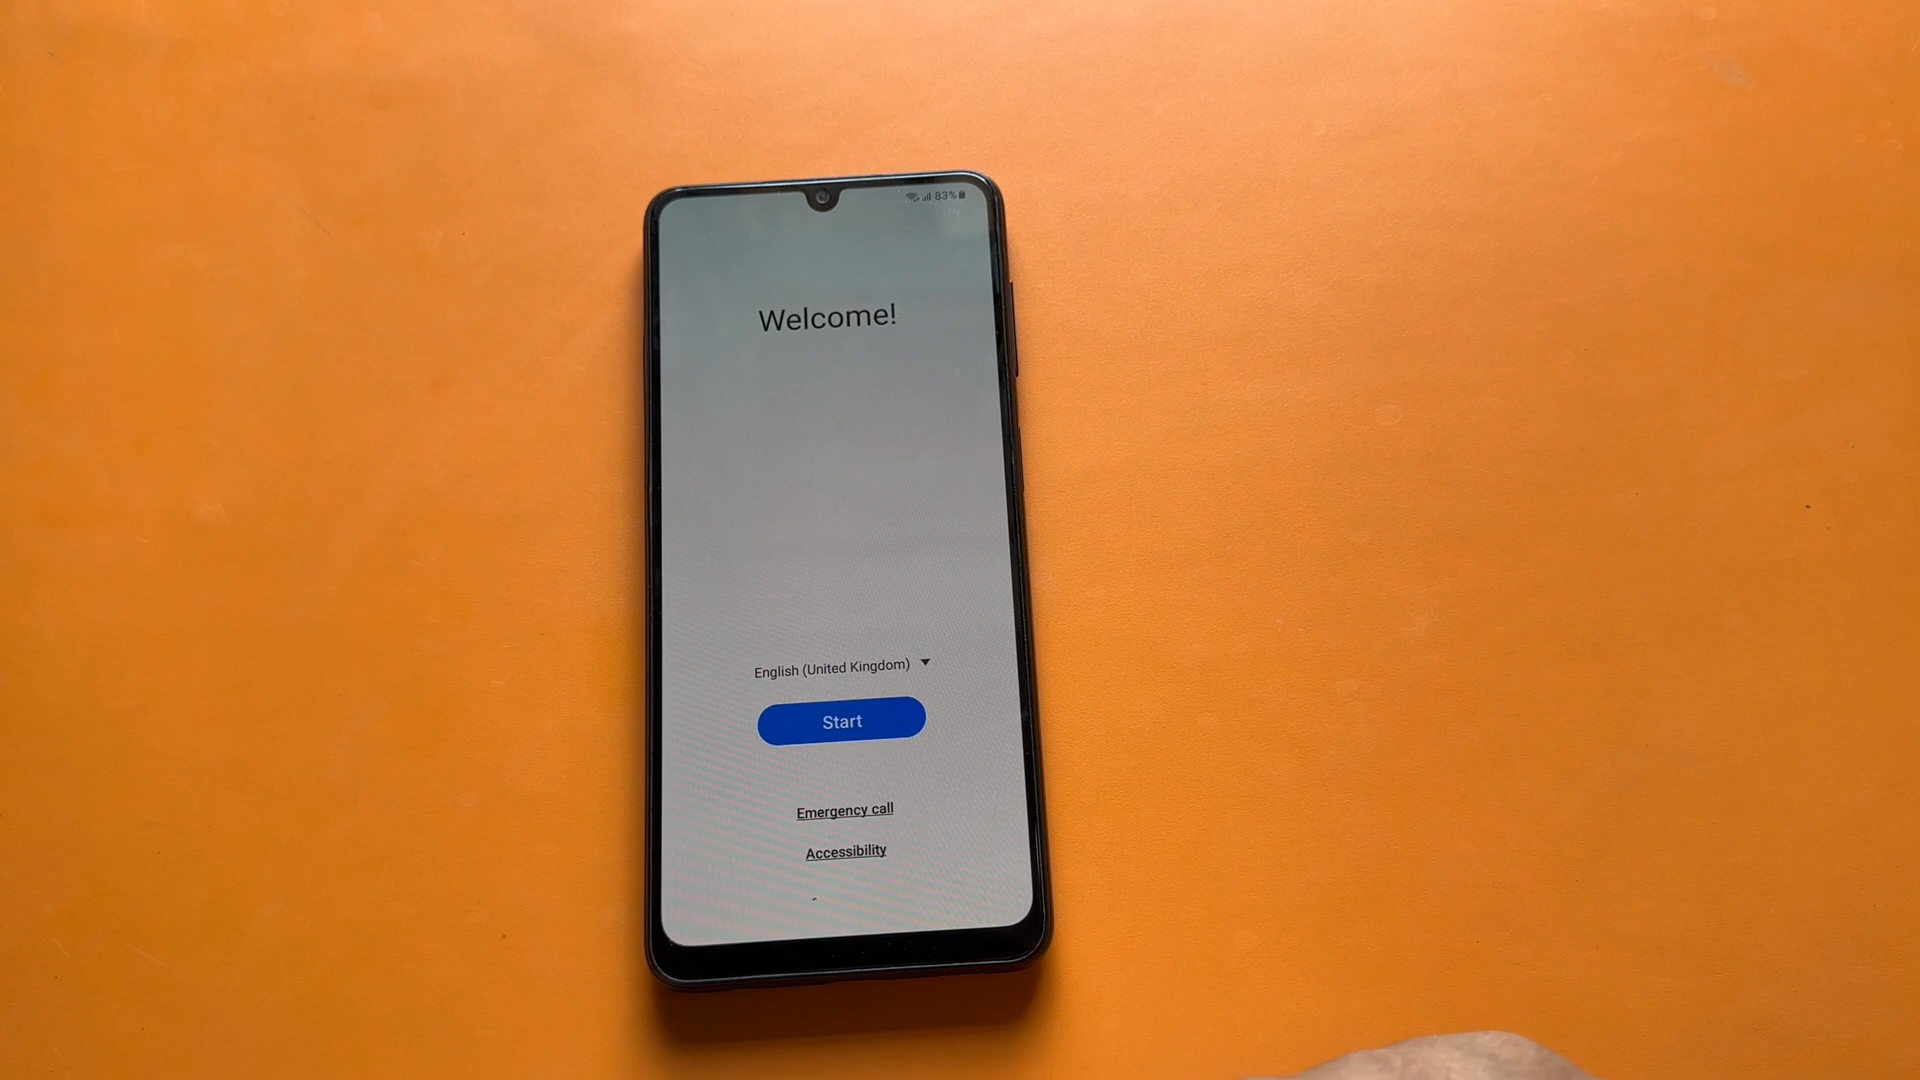 83%
Welcome!
English (United Kingdom)
Start
Emergency call
Accessibility